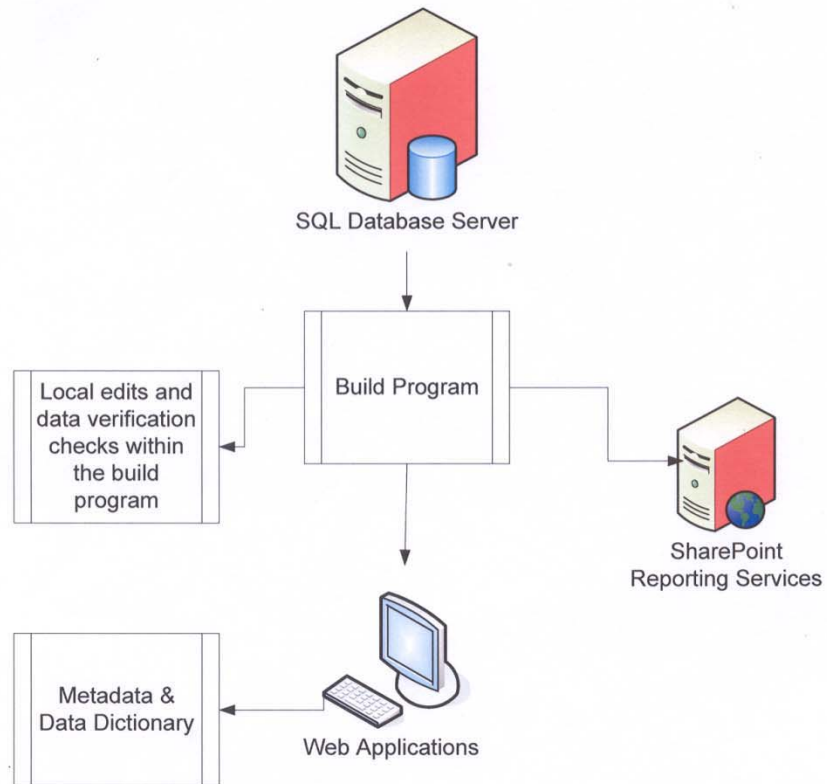 SQL Database Server
Build Program
Local edits and
data verification
checks within
the build
program
SharePoint
Reporting Services
Metadata &
Data Dictionary
Web Applications